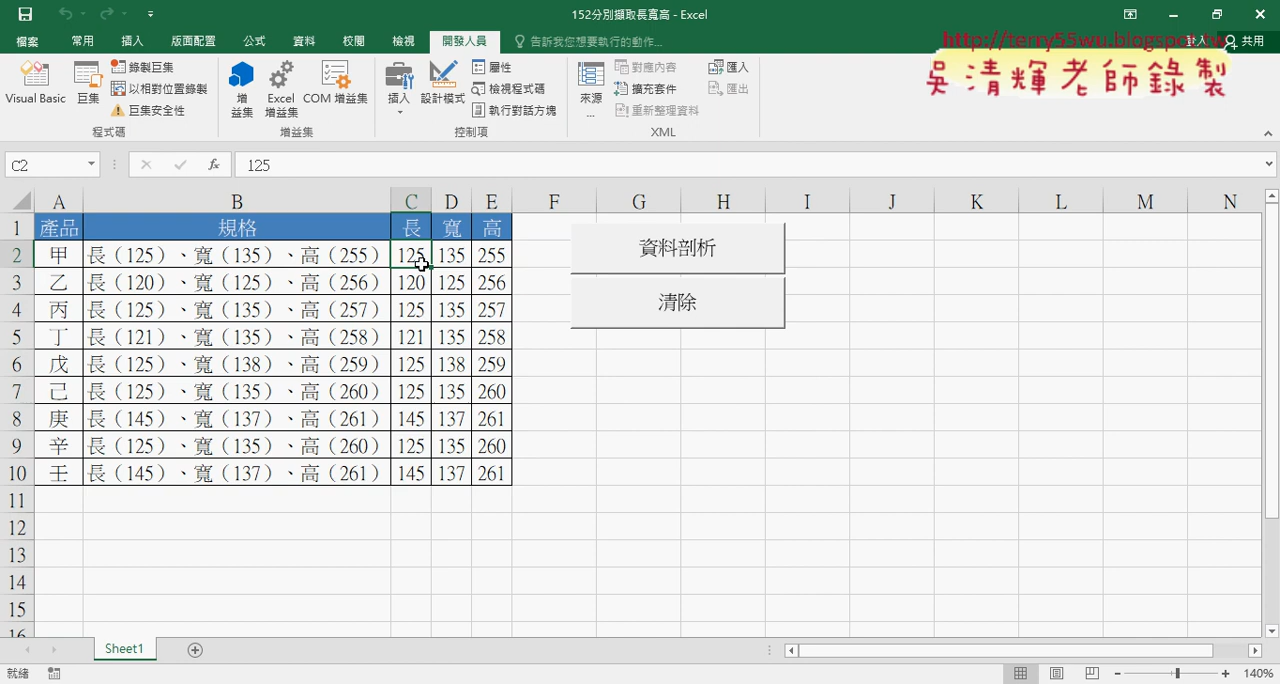 152分別擷取長寬高 - Excel
檔案 常用 插入 版面配置 公式 資料 校閱 檢視 開發人員 告訴我您想要執行的動作... 登入 共用
http://terry55wu.blogspot.tw
吳清輝老師錄製
Visual Basic 巨集 錄製巨集 以相對位置錄製 巨集安全性
程式碼
增益集 Excel 增益集 COM 增益集
增益集
插入 設計模式 屬性 檢視程式碼 執行對話方塊
控制項
來源... 對應內容 擴充套件 重新整理資料 匯入 匯出
XML
C2 fx 125
A B C D E F G H I J K L M N
1 產品 規格 長 寬 高
2 甲 長（125）、寬（135）、高（255） 125 135 255
3 乙 長（120）、寬（125）、高（256） 120 125 256
4 丙 長（125）、寬（135）、高（257） 125 135 257
5 丁 長（121）、寬（135）、高（258） 121 135 258
6 戊 長（125）、寬（138）、高（259） 125 138 259
7 己 長（125）、寬（135）、高（260） 125 135 260
8 庚 長（145）、寬（137）、高（261） 145 137 261
9 辛 長（125）、寬（135）、高（260） 125 135 260
10 壬 長（145）、寬（137）、高（261） 145 137 261
資料剖析
清除
11
12
13
14
15
16
Sheet1
就緒 140%